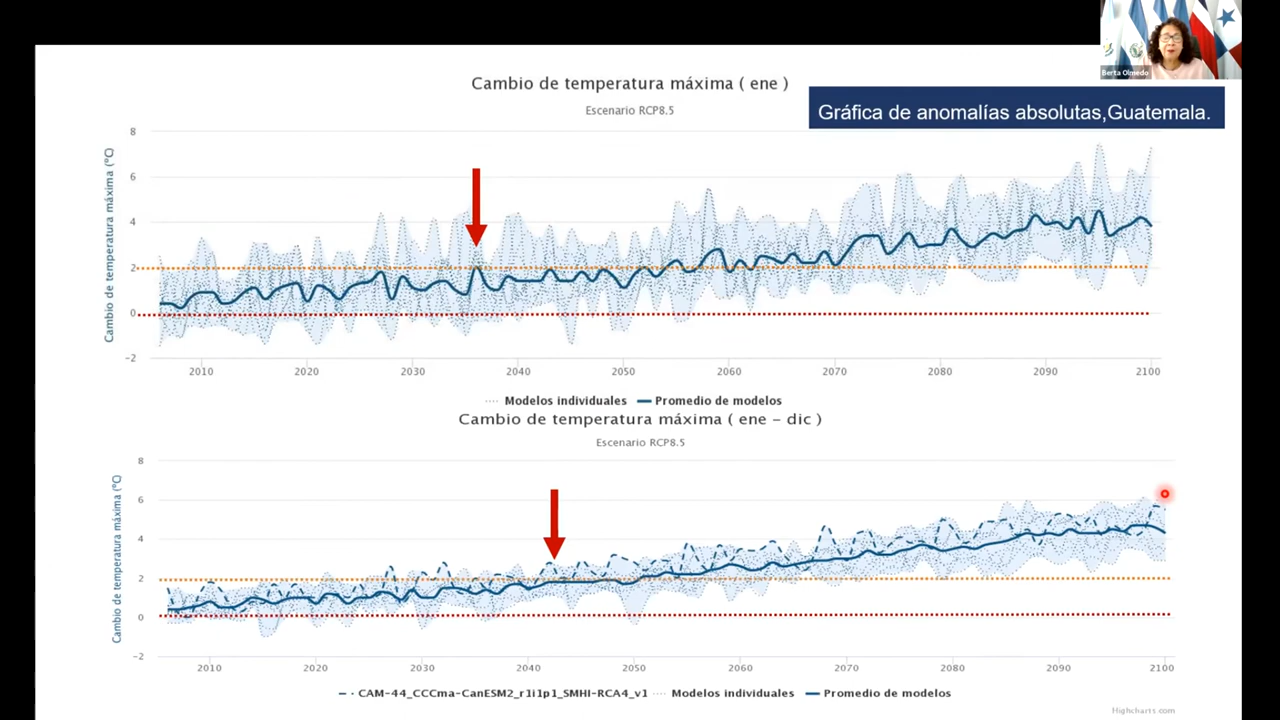 Berta Olmedo
Cambio de temperatura máxima ( ene )
Escenario RCP8.5
Gráfica de anomalías absolutas,Guatemala.
Cambio de temperatura máxima (ºC)
8
6
4
2
0
-2
2010 2020 2030 2040 2050 2060 2070 2080 2090 2100
Modelos individuales Promedio de modelos
Cambio de temperatura máxima ( ene - dic )
Escenario RCP8.5
Cambio de temperatura máxima (ºC)
8
6
4
2
0
-2
2010 2020 2030 2040 2050 2060 2070 2080 2090 2100
CAM-44_CCCma-CanESM2_r1i1p1_SMHI-RCA4_v1 Modelos individuales Promedio de modelos
Highcharts.com